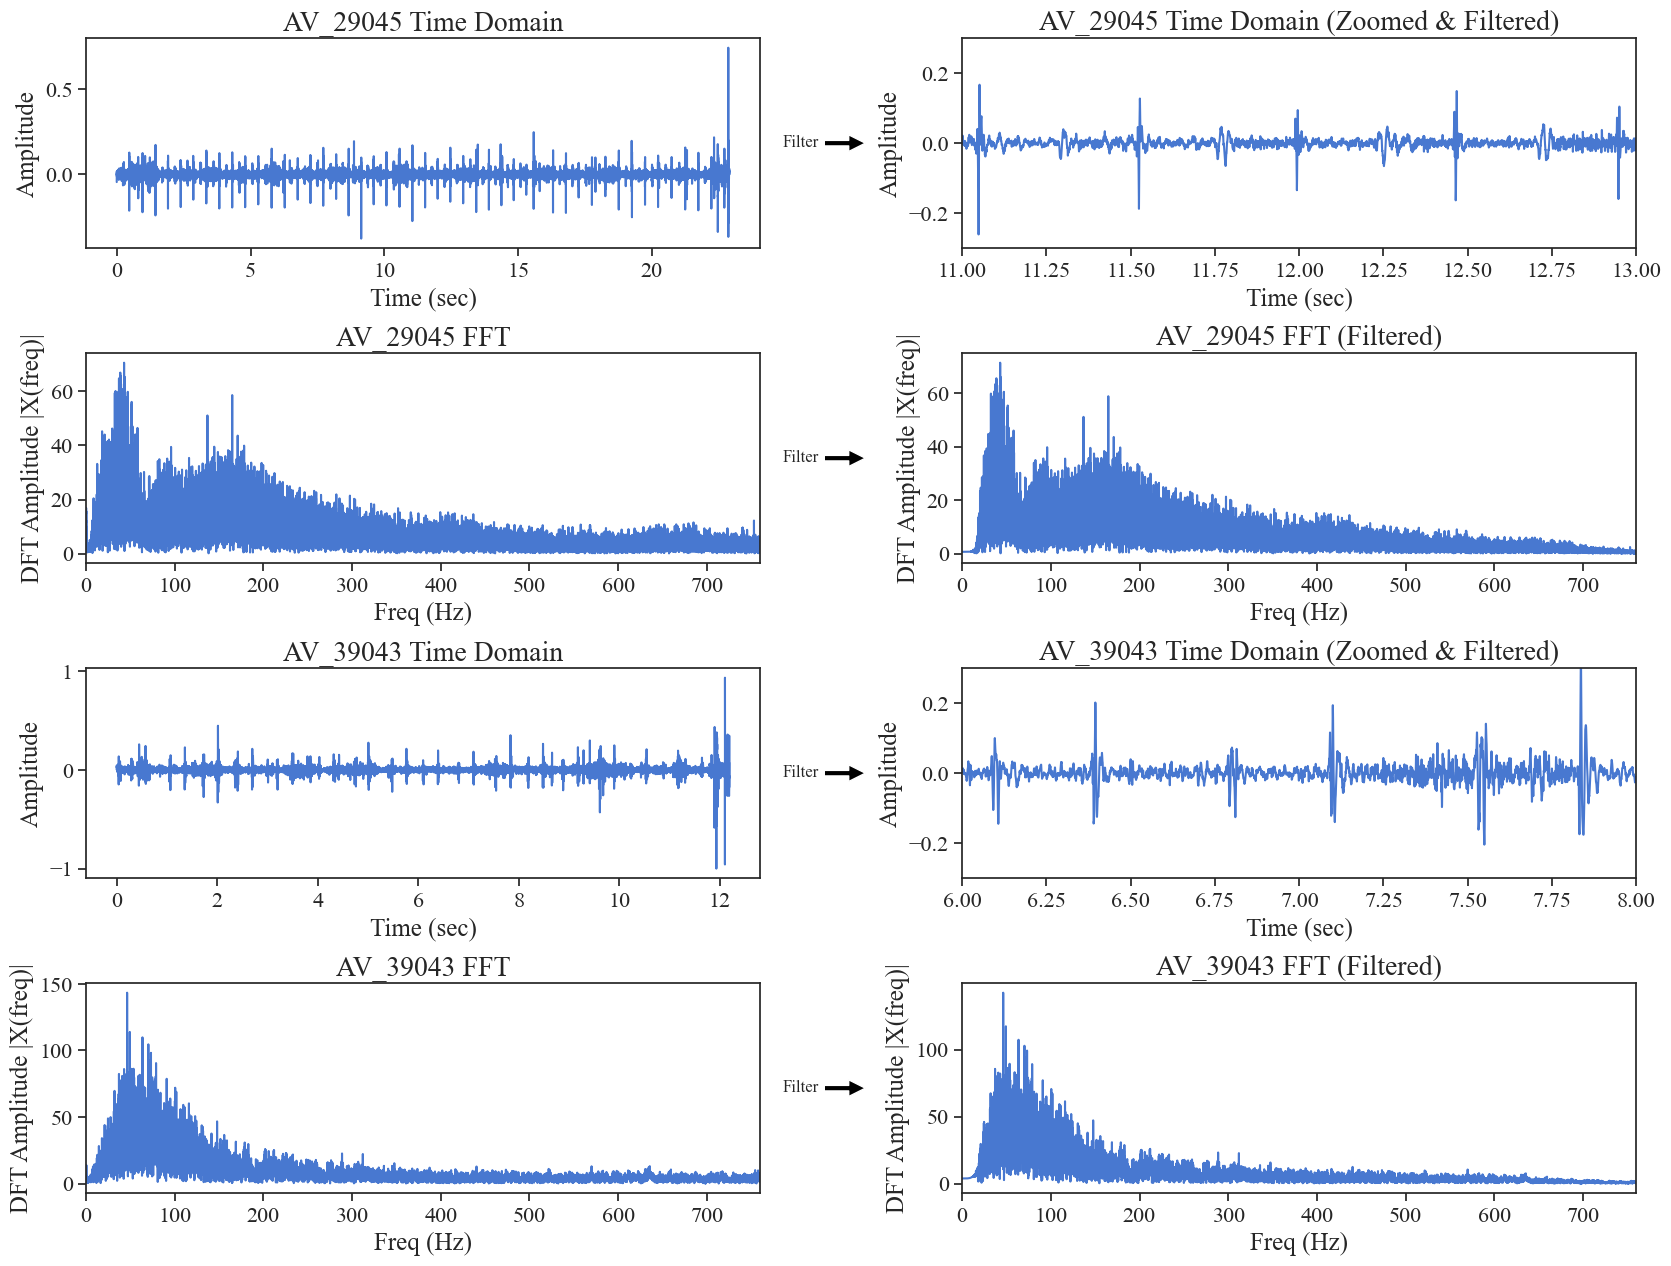 AV_29045 Time Domain
Amplitude
0.5
0.0
0 5 10 15 20
Time (sec)
Filter
AV_29045 Time Domain (Zoomed & Filtered)
Amplitude
0.2
0.0
−0.2
11.00 11.25 11.50 11.75 12.00 12.25 12.50 12.75 13.00
Time (sec)
AV_29045 FFT
DFT Amplitude |X(freq)|
60
40
20
0
0 100 200 300 400 500 600 700
Freq (Hz)
Filter
AV_29045 FFT (Filtered)
DFT Amplitude |X(freq)|
60
40
20
0
0 100 200 300 400 500 600 700
Freq (Hz)
AV_39043 Time Domain
Amplitude
1
0
−1
0 2 4 6 8 10 12
Time (sec)
Filter
AV_39043 Time Domain (Zoomed & Filtered)
Amplitude
0.2
0.0
−0.2
6.00 6.25 6.50 6.75 7.00 7.25 7.50 7.75 8.00
Time (sec)
AV_39043 FFT
DFT Amplitude |X(freq)|
150
100
50
0
0 100 200 300 400 500 600 700
Freq (Hz)
Filter
AV_39043 FFT (Filtered)
DFT Amplitude |X(freq)|
100
50
0
0 100 200 300 400 500 600 700
Freq (Hz)